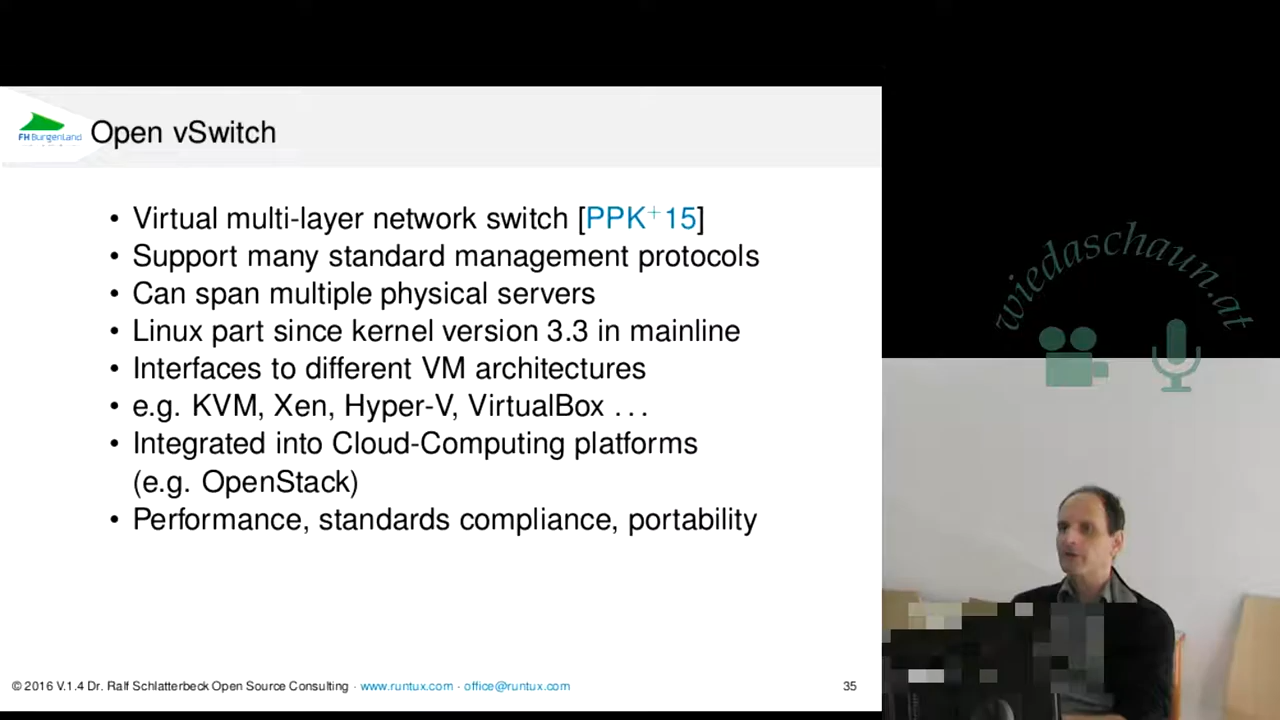 FH Burgenland
Open vSwitch
• Virtual multi-layer network switch [PPK+15]
• Support many standard management protocols
• Can span multiple physical servers
• Linux part since kernel version 3.3 in mainline
• Interfaces to different VM architectures
• e.g. KVM, Xen, Hyper-V, VirtualBox . . .
• Integrated into Cloud-Computing platforms
(e.g. OpenStack)
• Performance, standards compliance, portability
© 2016 V.1.4 Dr. Ralf Schlatterbeck Open Source Consulting · www.runtux.com · office@runtux.com
35
wiedaschaun.at